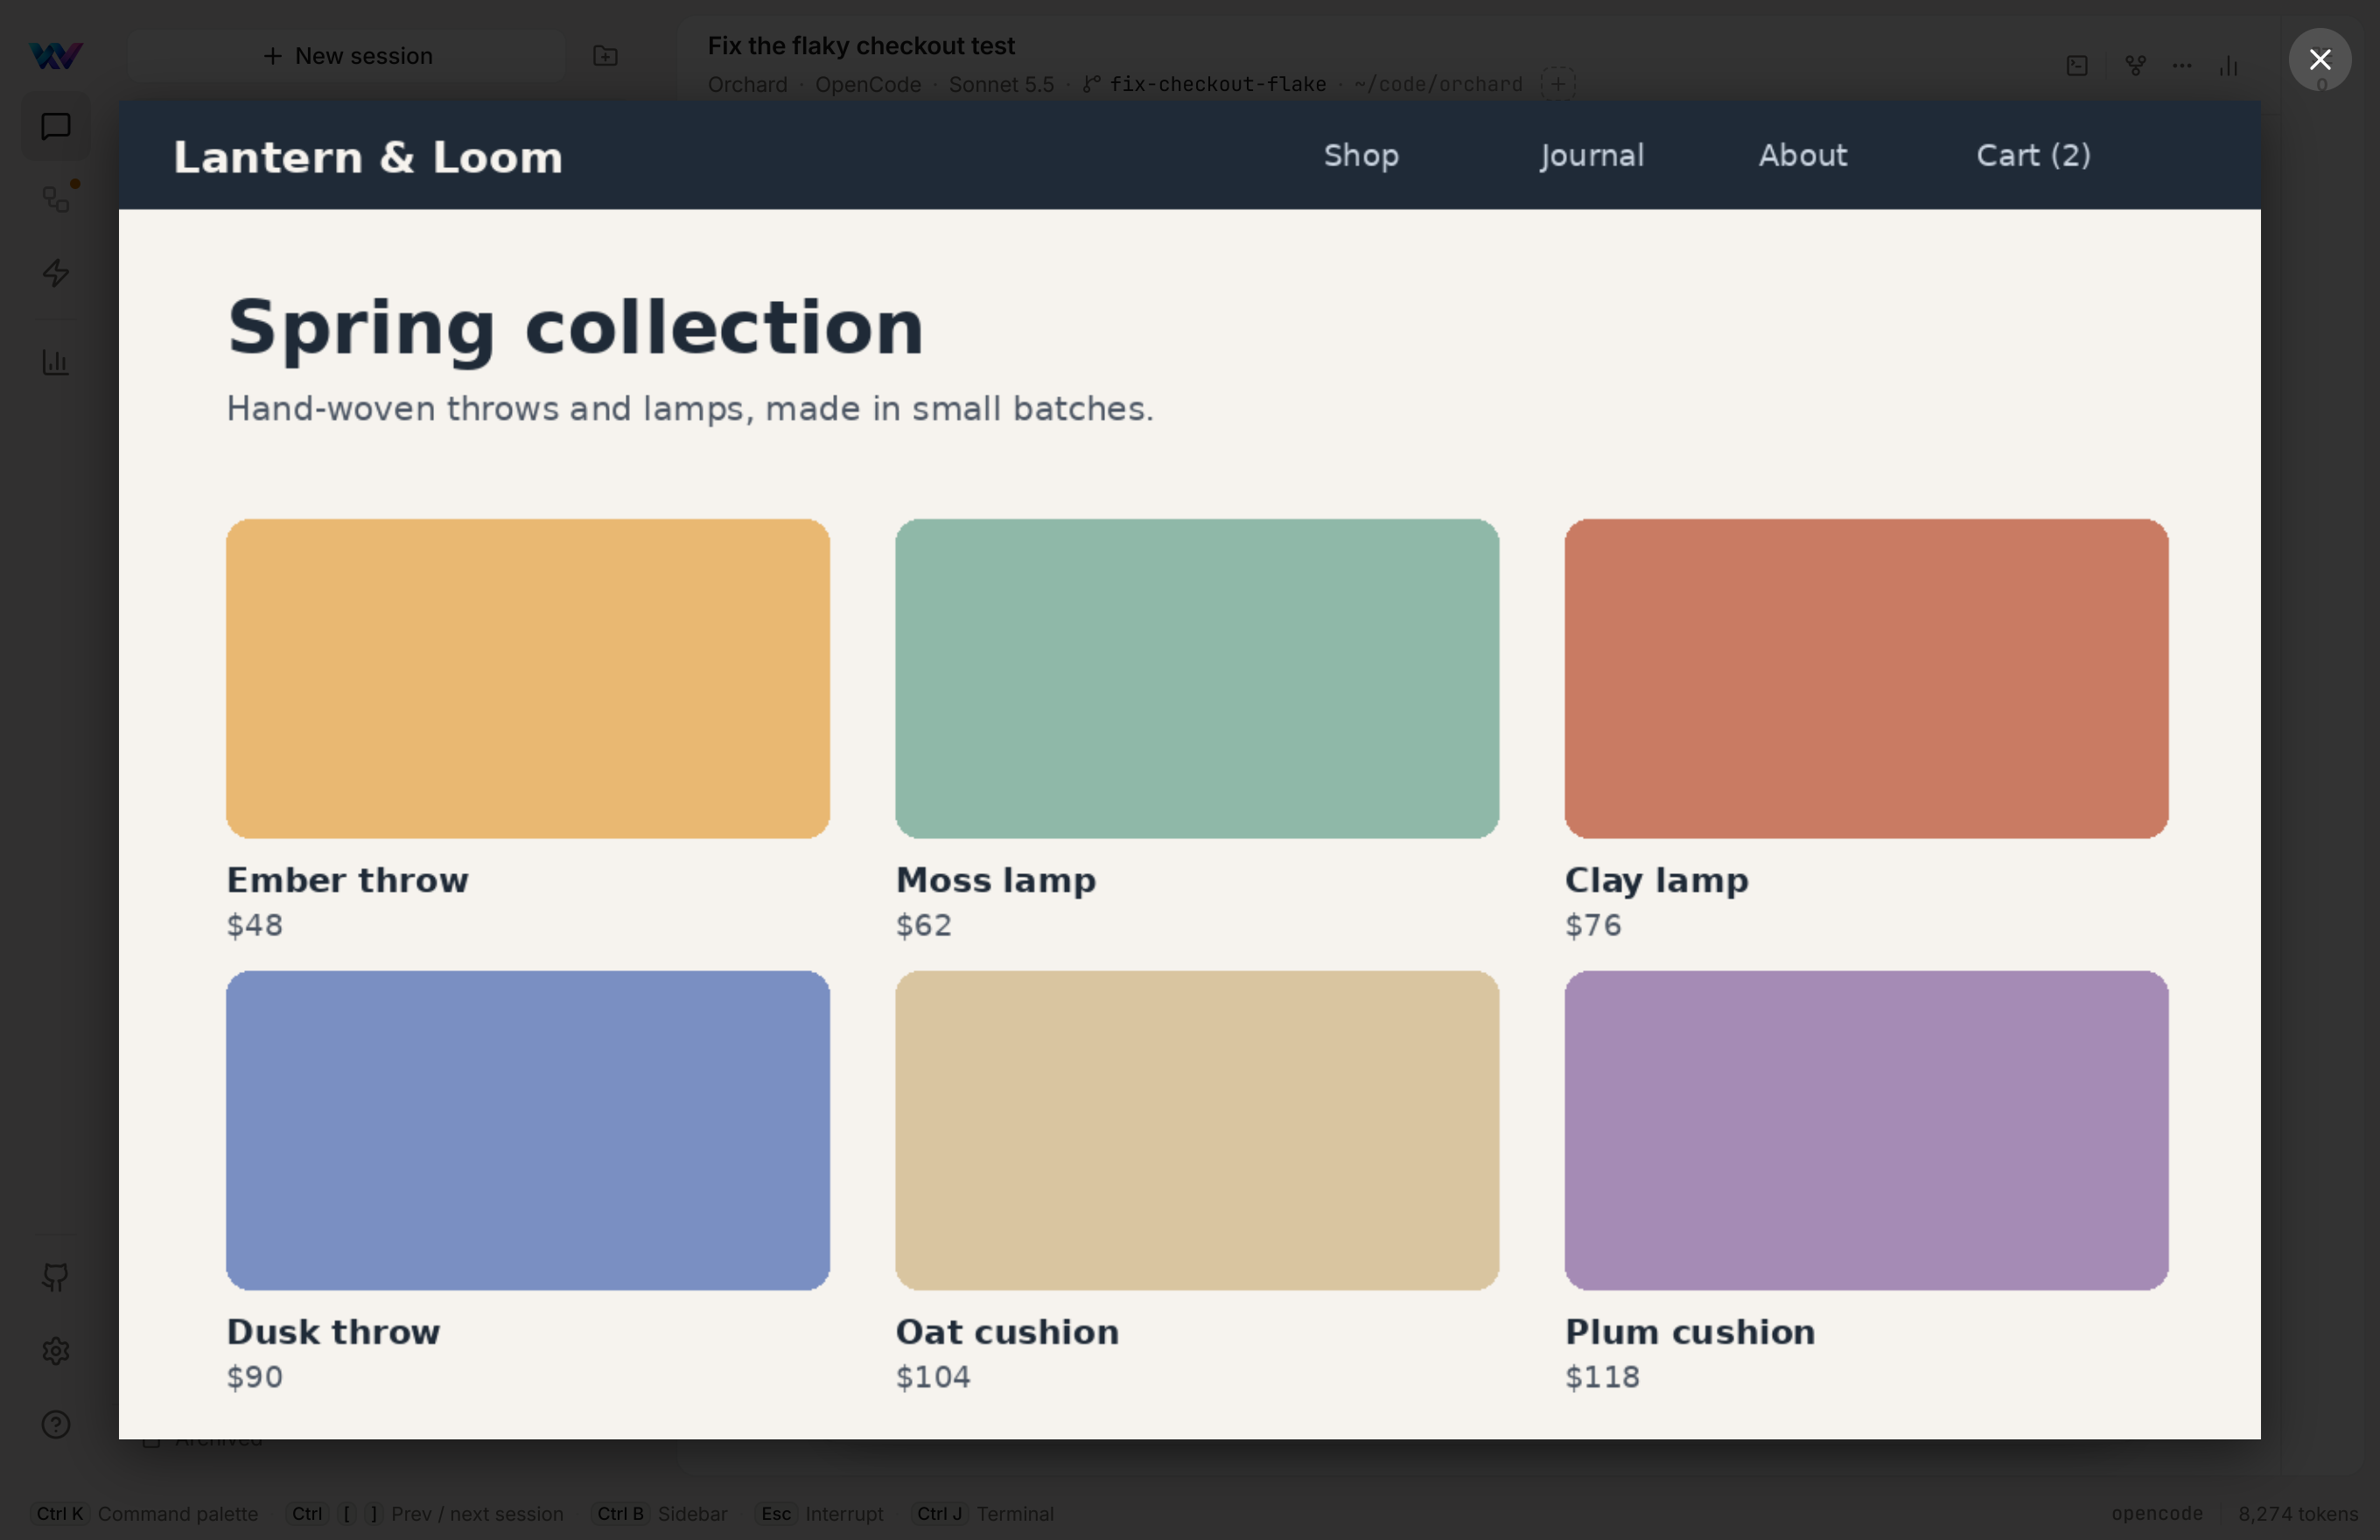 New session
Fix the flaky checkout test
Orchard · OpenCode · Sonnet 5.5 · fix-checkout-flake · ~/code/orchard
0
Lantern & Loom
Shop Journal About Cart (2)
Spring collection
Hand-woven throws and lamps, made in small batches.
Ember throw
$48
Moss lamp
$62
Clay lamp
$76
Dusk throw
$90
Oat cushion
$104
Plum cushion
$118
Archived
Ctrl K Command palette Ctrl [ ] Prev / next session Ctrl B Sidebar Esc Interrupt Ctrl J Terminal
opencode 8,274 tokens